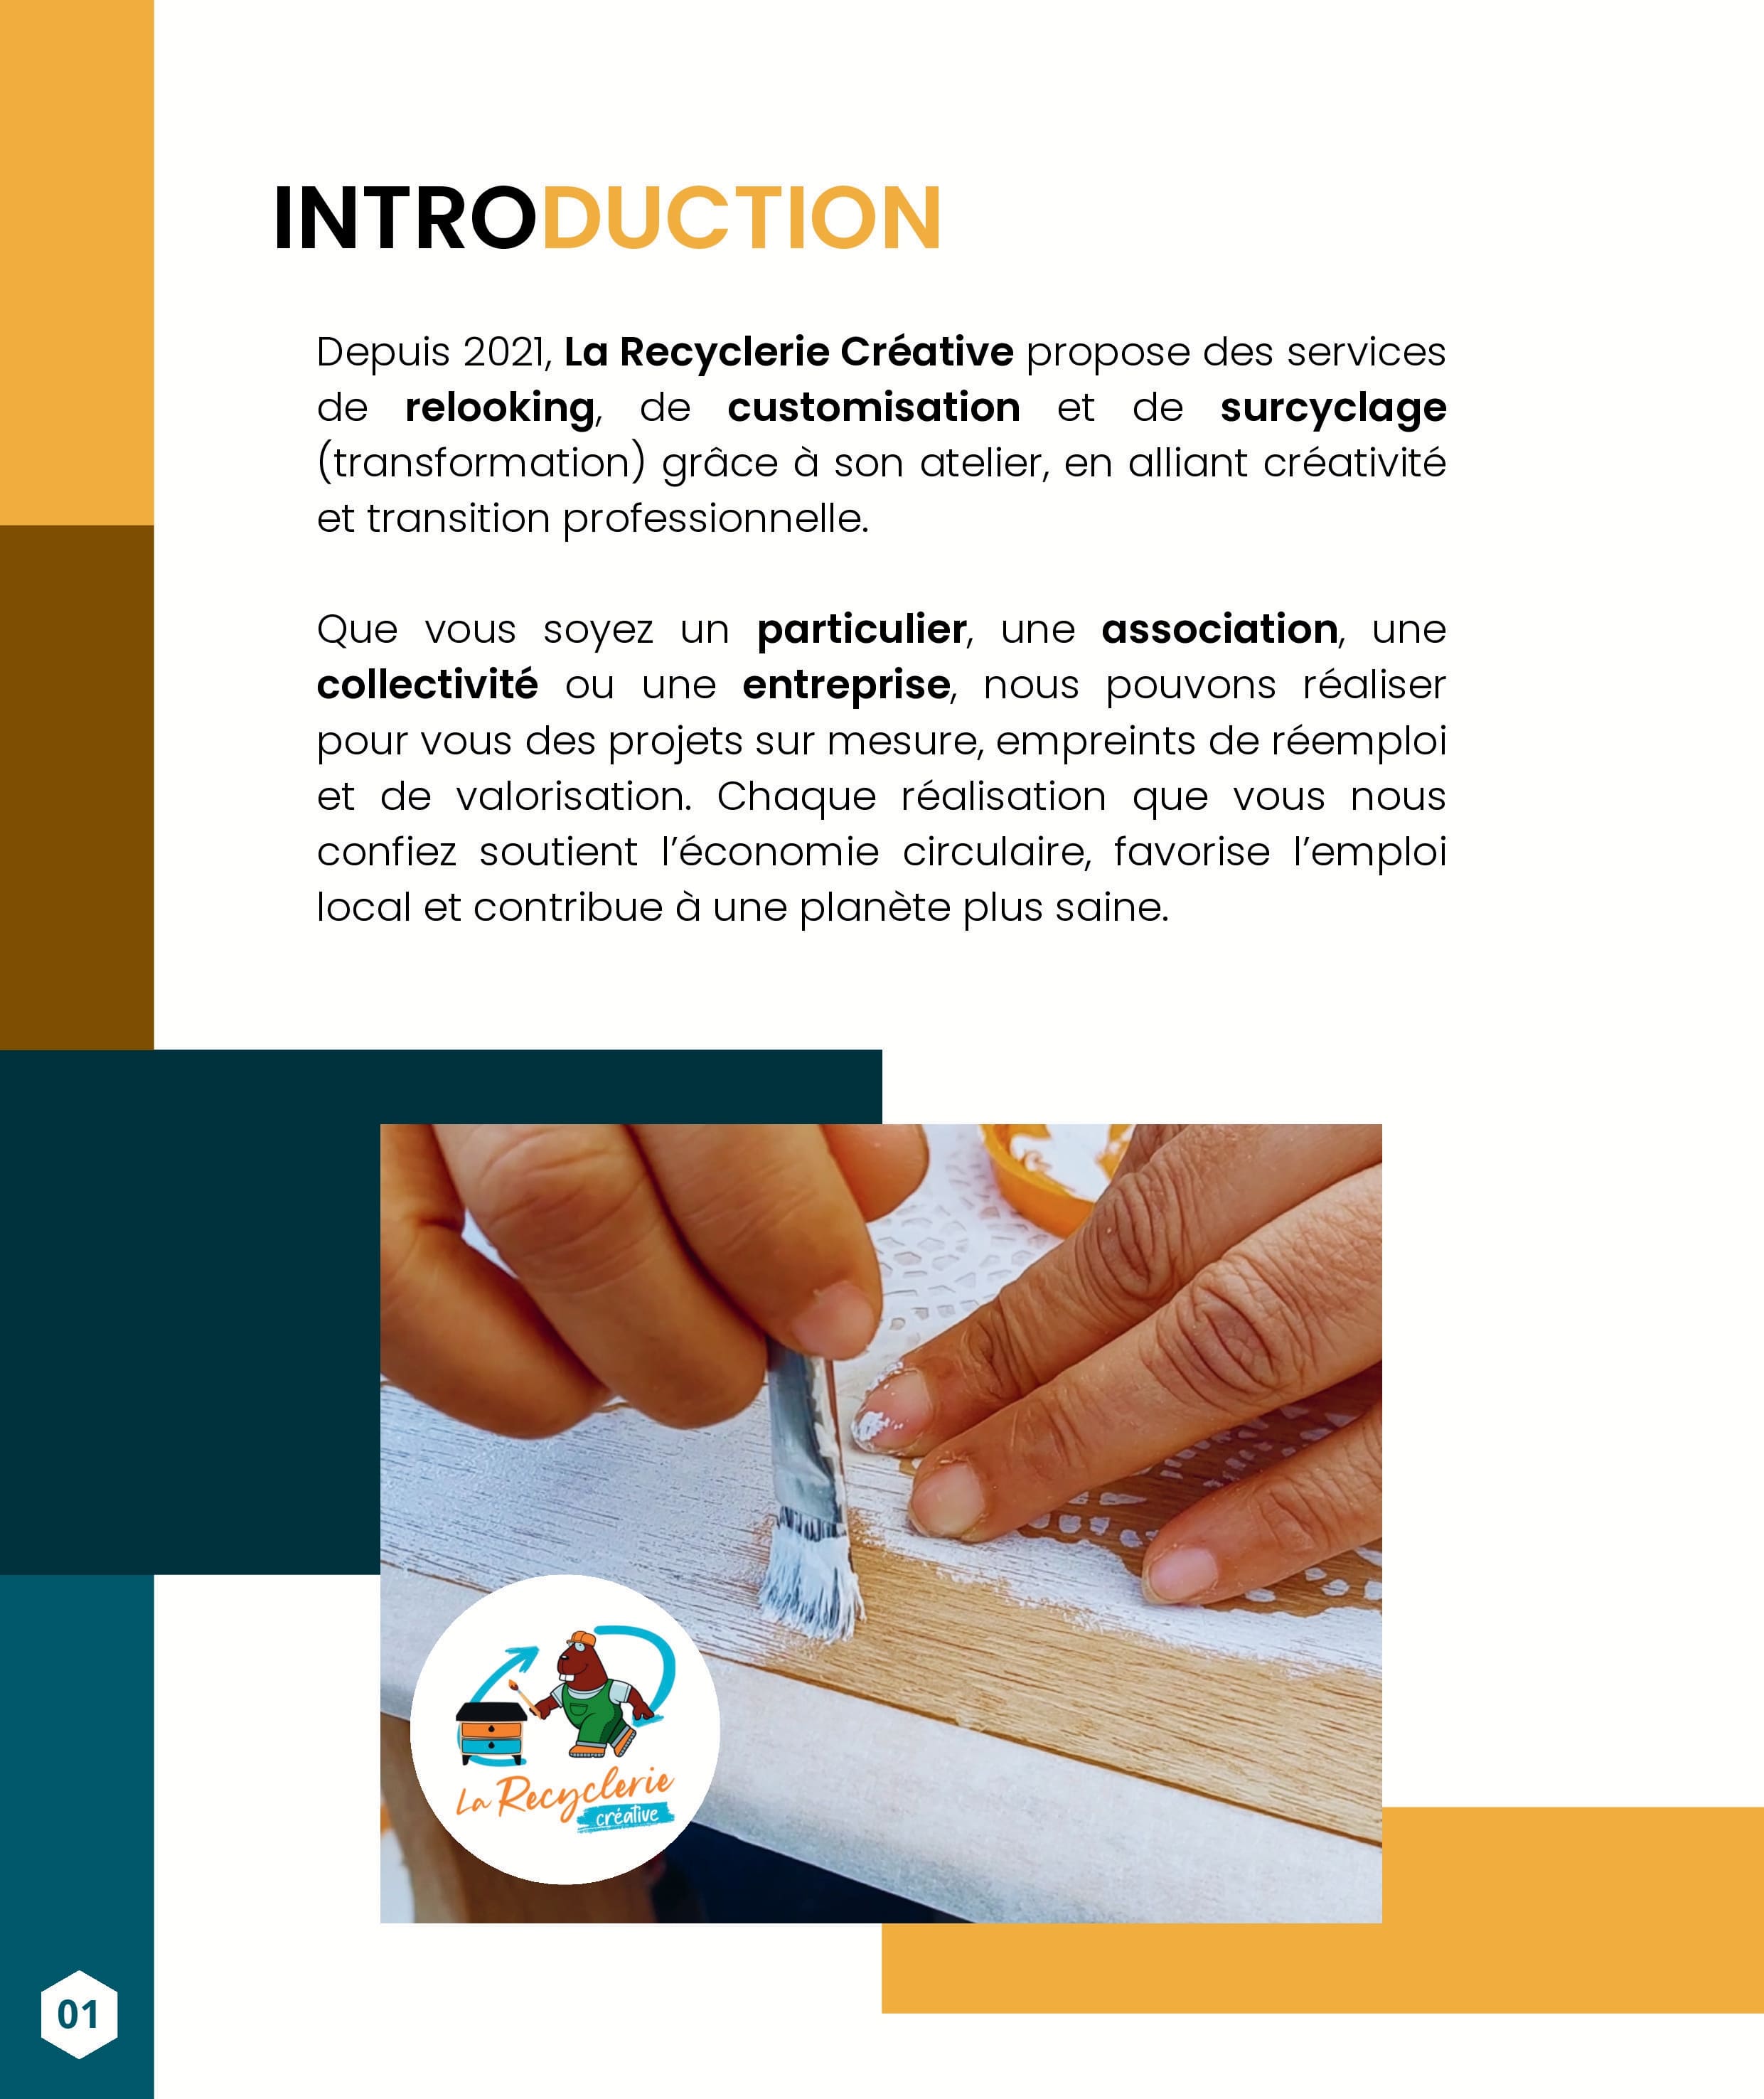 INTRODUCTION
Depuis 2021, La Recyclerie Créative propose des services
de relooking, de customisation et de surcyclage
(transformation) grâce à son atelier, en alliant créativité
et transition professionnelle.
Que vous soyez un particulier, une association, une
collectivité ou une entreprise, nous pouvons réaliser
pour vous des projets sur mesure, empreints de réemploi
et de valorisation. Chaque réalisation que vous nous
confiez soutient l’économie circulaire, favorise l’emploi
local et contribue à une planète plus saine.
La Recyclerie
créative
01